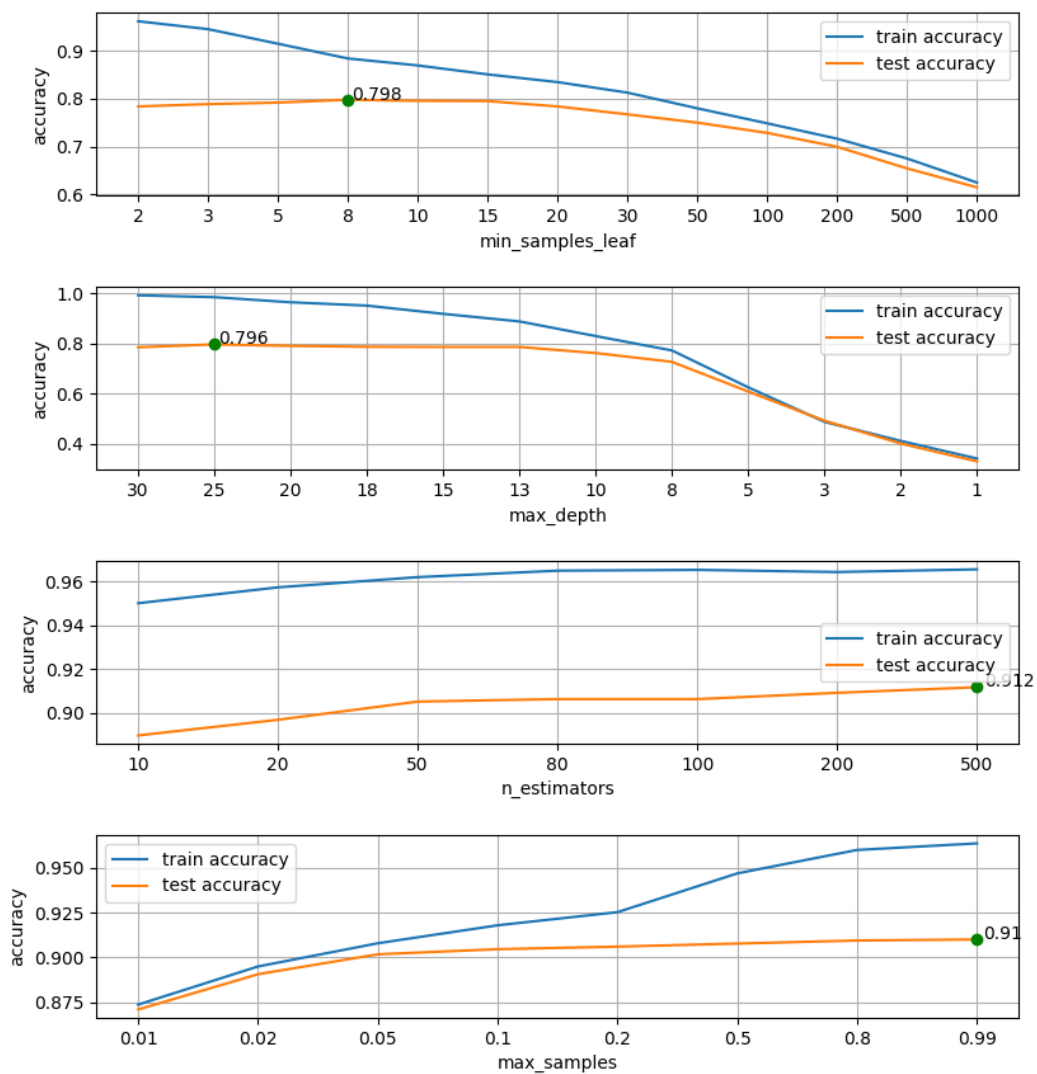 accuracy
0.9
0.8
0.7
0.6
train accuracy
test accuracy
0.798
2 3 5 8 10 15 20 30 50 100 200 500 1000
min_samples_leaf
accuracy
1.0
0.8
0.6
0.4
train accuracy
test accuracy
0.796
30 25 20 18 15 13 10 8 5 3 2 1
max_depth
accuracy
0.96
0.94
0.92
0.90
train accuracy
test accuracy
0.912
10 20 50 80 100 200 500
n_estimators
accuracy
0.950
0.925
0.900
0.875
train accuracy
test accuracy
0.91
0.01 0.02 0.05 0.1 0.2 0.5 0.8 0.99
max_samples